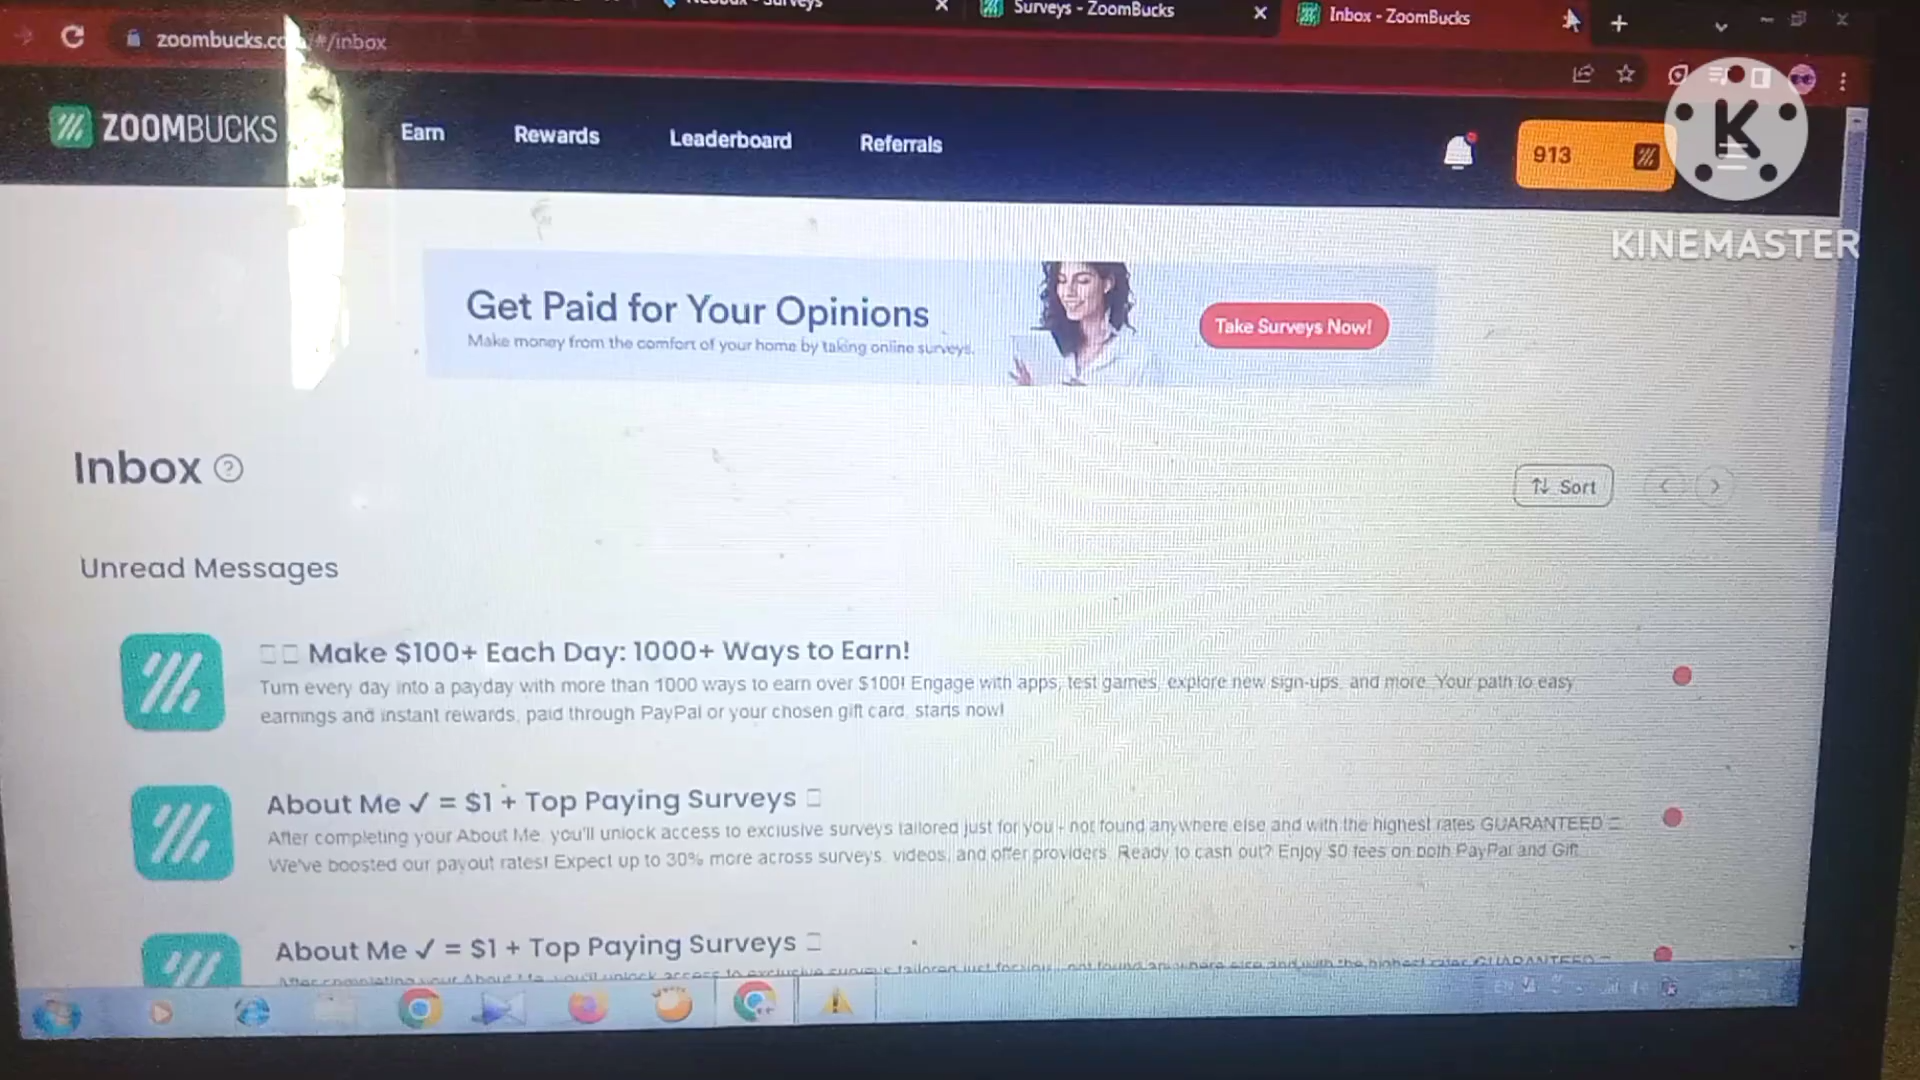 Surveys - ZoomBucks
Inbox - ZoomBucks
zoombucks.co /#/inbox
ZOOMBUCKS
Earn
Rewards
Leaderboard
Referrals
913
K
KINEMASTER
Get Paid for Your Opinions
Make money from the comfort of your home by taking online surveys.
Take Surveys Now!
Inbox
Sort
Unread Messages
Make $100+ Each Day: 1000+ Ways to Earn!
Turn every day into a payday with more than 1000 ways to earn over $100! Engage with apps, test games, explore new sign-ups, and more. Your path to easy
earnings and instant rewards, paid through PayPal or your chosen gift card, starts now!
About Me ✓ = $1 + Top Paying Surveys
After completing your About Me, you'll unlock access to exclusive surveys tailored just for you - not found anywhere else and with the highest rates GUARANTEED
We've boosted our payout rates! Expect up to 30% more across surveys, videos, and offer providers. Ready to cash out? Enjoy $0 fees on both PayPal and Gift
About Me ✓ = $1 + Top Paying Surveys